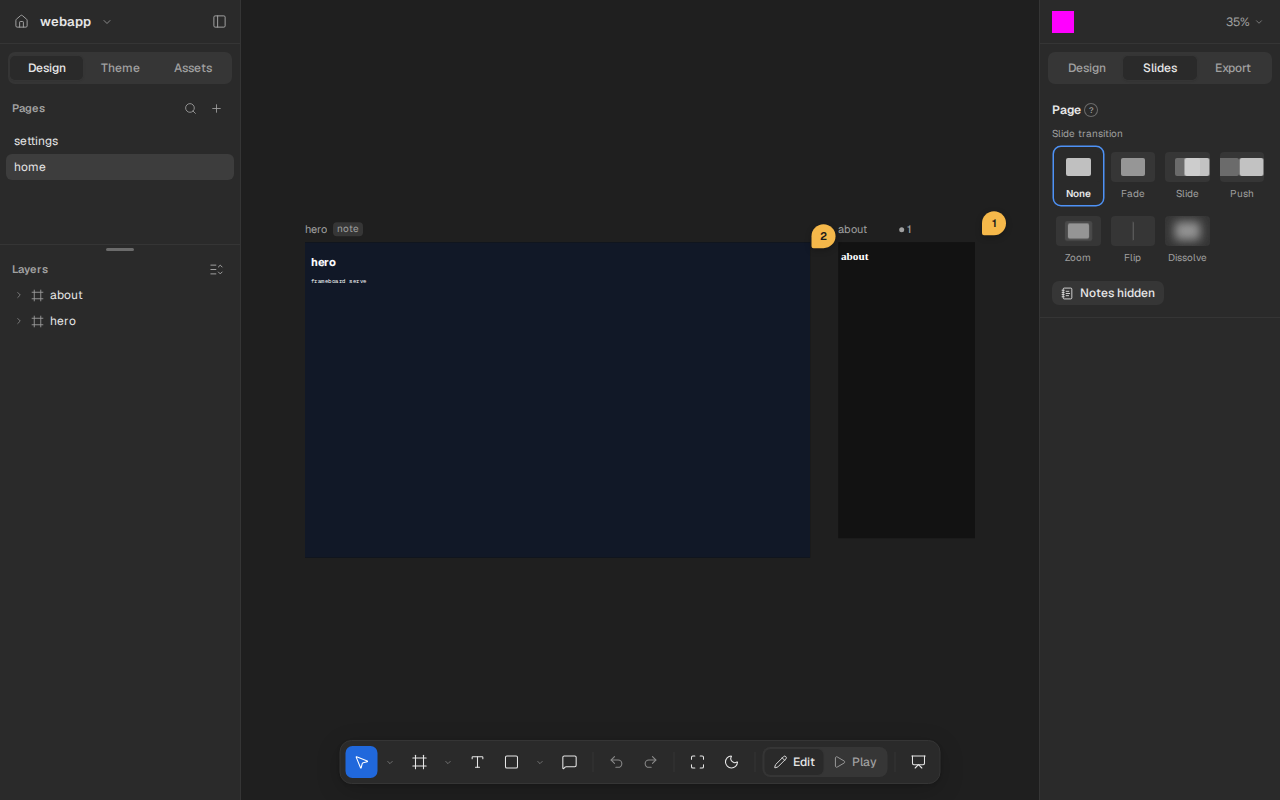 webapp
Design Theme Assets
Pages
settings
home
Layers
about
hero
hero note
2
about 1
1
hero
frameboard serve
about
Edit Play
35%
Design Slides Export
Page ?
Slide transition
None Fade Slide Push
Zoom Flip Dissolve
Notes hidden